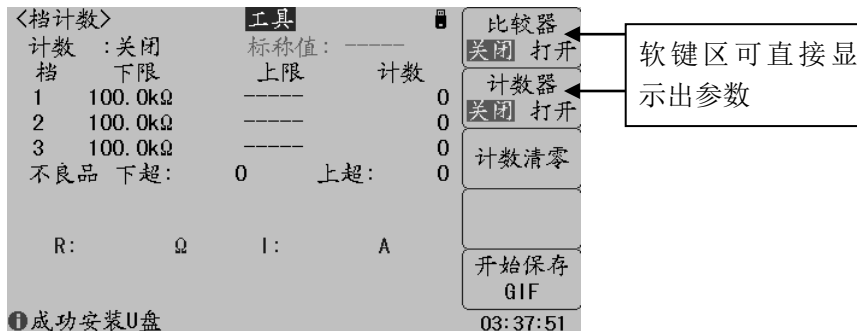 <档计数> 工具
计数 :关闭 标称值: -----
档 下限 上限 计数
1 100.0kΩ ----- 0
2 100.0kΩ ----- 0
3 100.0kΩ ----- 0
不良品 下超: 0 上超: 0
R: Ω I: A
成功安装U盘
比较器
关闭 打开
计数器
关闭 打开
计数清零
开始保存
GIF
03:37:51
软键区可直接显
示出参数